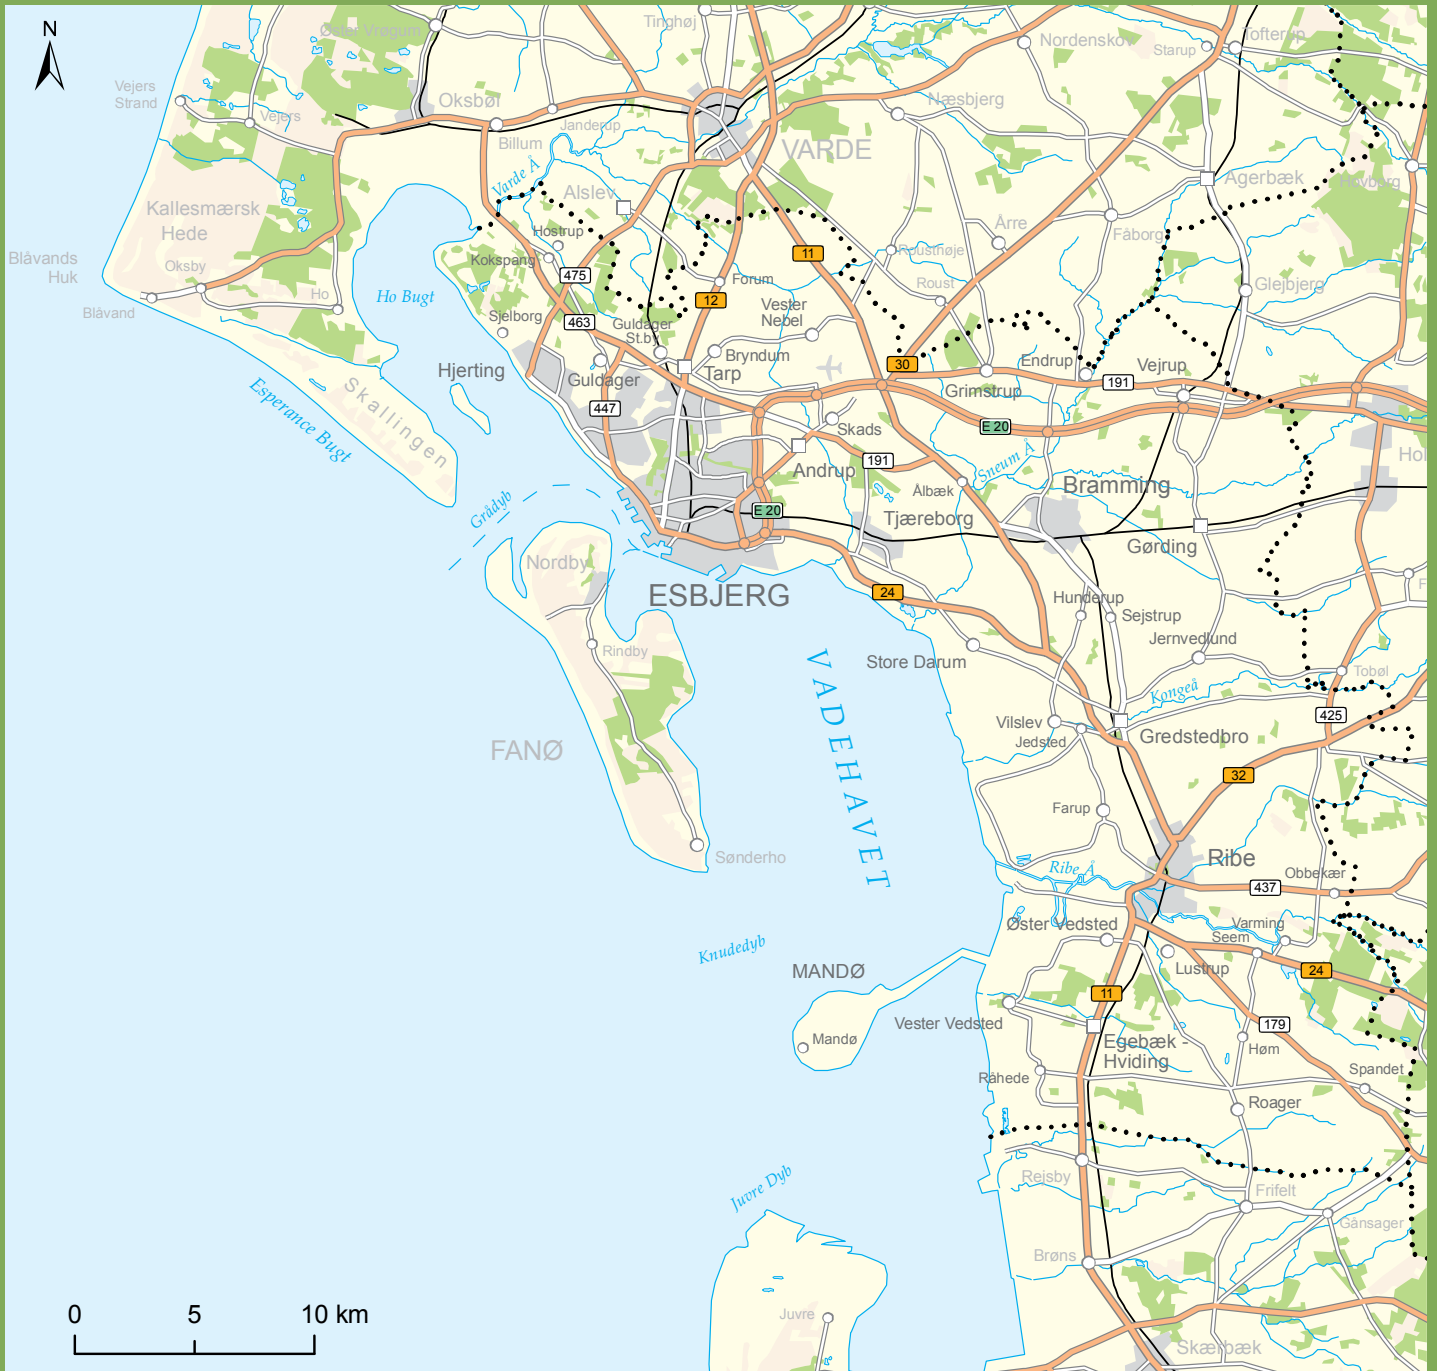 N
Øster Vrøgum
Tinghøj
Nordenskov
Starup
Tofterup
Vejers
Strand
Vejers
Oksbøl
Janderup
Billum
Næsbjerg
VARDE
Varde Å
Alslev
Agerbæk
Hovborg
Kallesmærsk
Hede
Hostrup
Kokspang
Årre
Fåborg
Roustnøje
Blåvands
Huk
Oksby
Ho
Blåvand
Ho Bugt
475
11
Forum
12
Roust
Glejbjerg
Sjelborg
463
Guldager
St.by
Vester
Nebel
Bryndum
Hjerting
Guldager
Tarp
30
Grimstrup
Endrup
191
Vejrup
Esperance Bugt
Skallingen
447
Skads
E 20
Andrup
191
Sneum Å
Hol
Ålbæk
Bramming
Grådyb
E 20
Tjæreborg
Gørding
Nordby
ESBJERG
24
Hunderup
Sejstrup
F
Jernvedlund
Rindby
Store Darum
Tobøl
VADEHAVET
Kongeå
Vilslev
Jedsted
Gredstedbro
425
FANØ
32
Farup
Sønderho
Ribe
Ribe Å
437
Obbekær
Øster Vedsted
Varming
Seem
Knudedyb
MANDØ
Lustrup
24
11
Vester Vedsted
179
Mandø
Egebæk -
Hviding
Høm
Råhede
Spandet
Roager
Juvre Dyb
Rejsby
Frifelt
Gånsager
Brøns
0 5 10 km
Juvre
Skærbæk